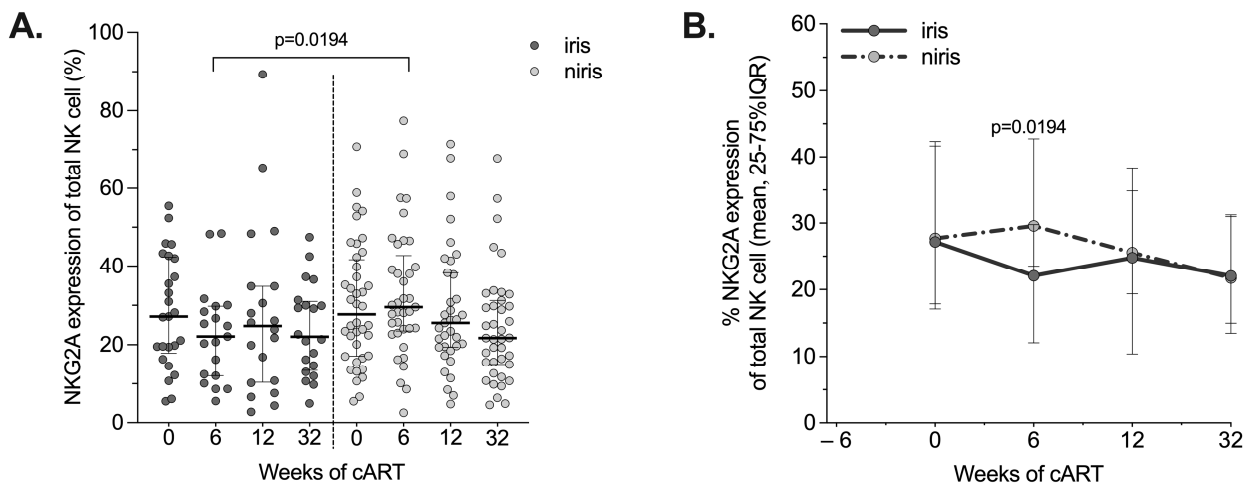 A.
NKG2A expression of total NK cell (%)
100
80
60
40
20
0
p=0.0194
iris
niris
0 6 12 32 0 6 12 32
Weeks of cART
B.
% NKG2A expression
of total NK cell (mean, 25-75%IQR)
60
50
40
30
20
10
0
iris
niris
p=0.0194
– 6 0 6 12 32
Weeks of cART